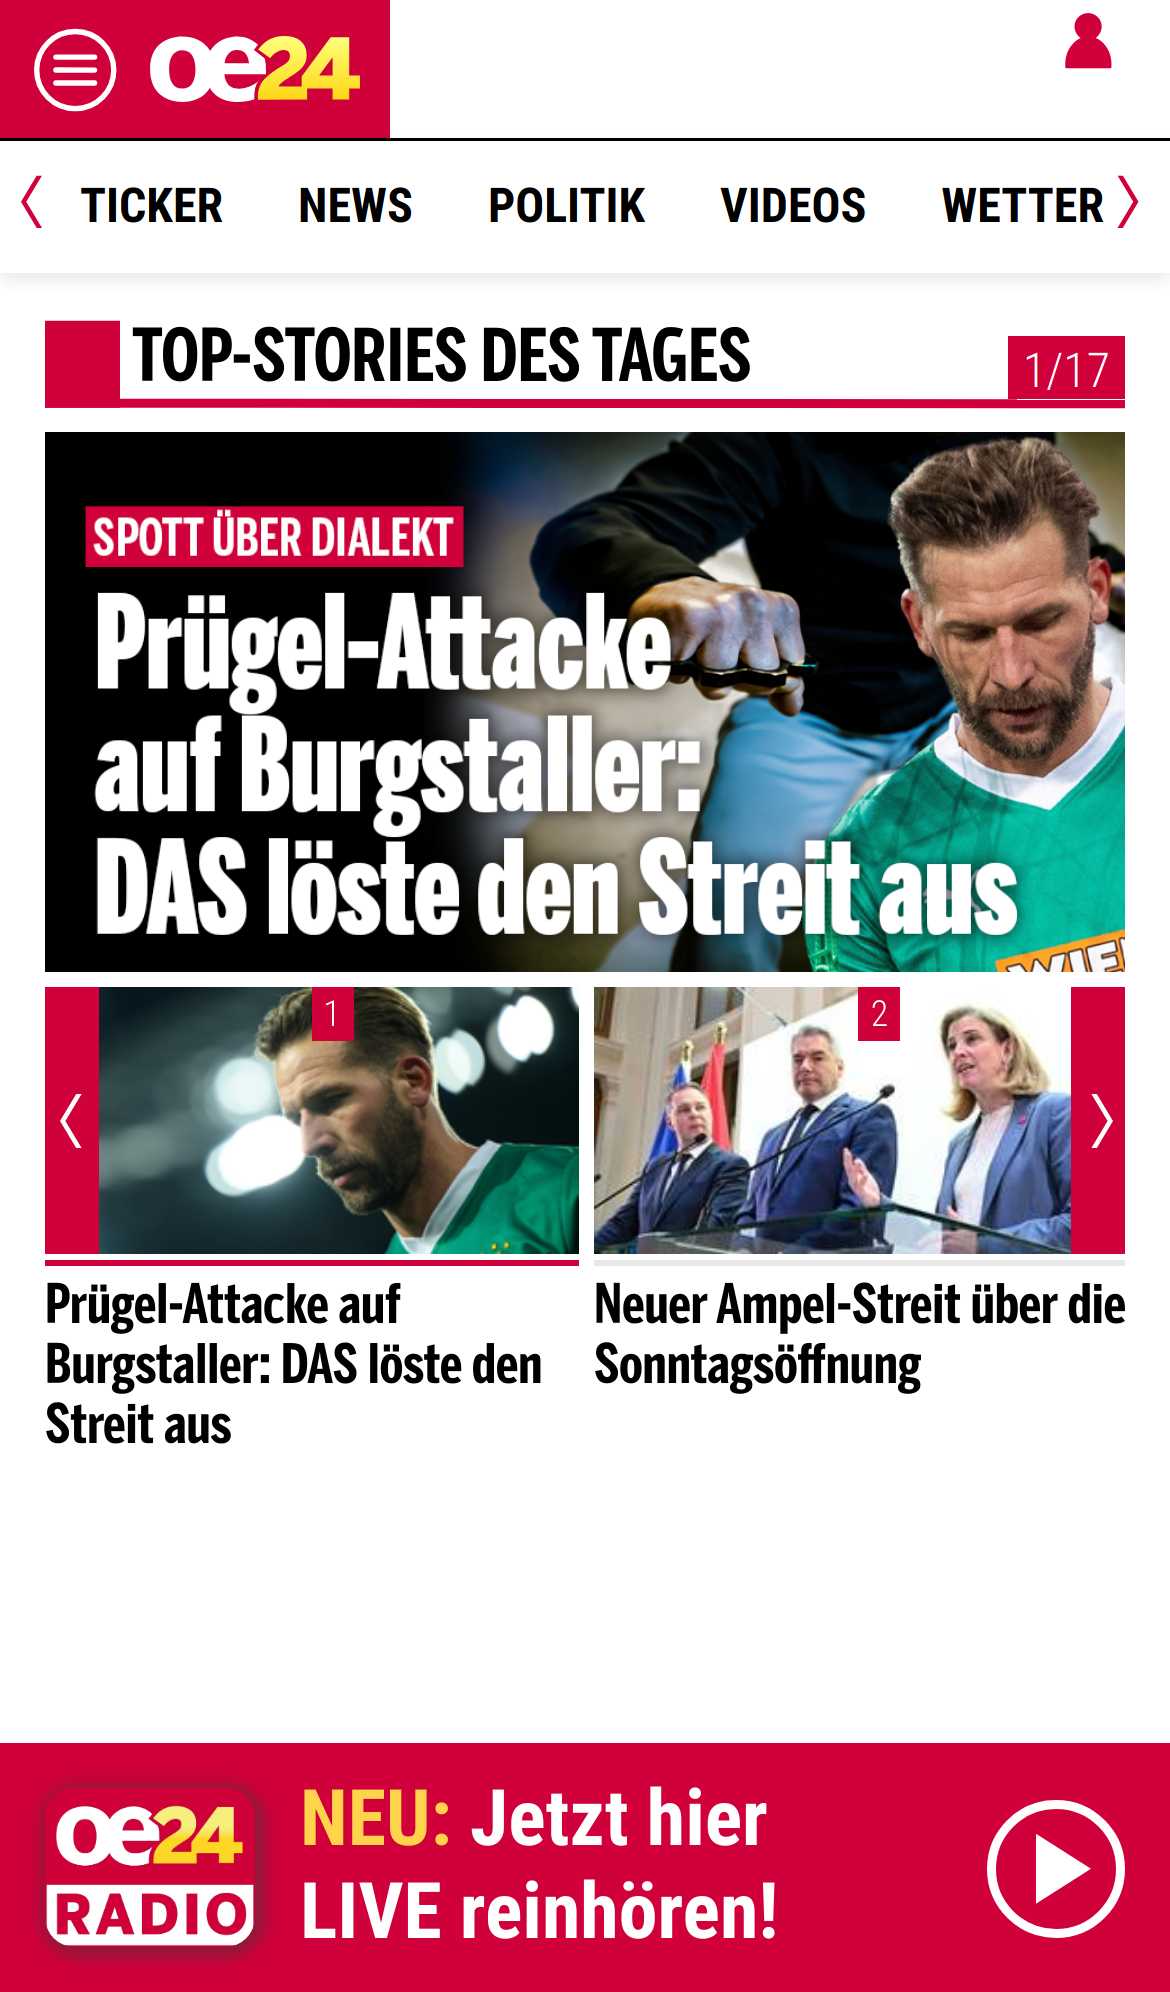 oe24
TICKER NEWS POLITIK VIDEOS WETTER
TOP-STORIES DES TAGES
1/17
SPOTT ÜBER DIALEKT
Prügel-Attacke
auf Burgstaller:
DAS löste den Streit aus
WIE
1
2
Prügel-Attacke auf
Burgstaller: DAS löste den
Streit aus
Neuer Ampel-Streit über die
Sonntagsöffnung
oe24
RADIO
NEU: Jetzt hier
LIVE reinhören!